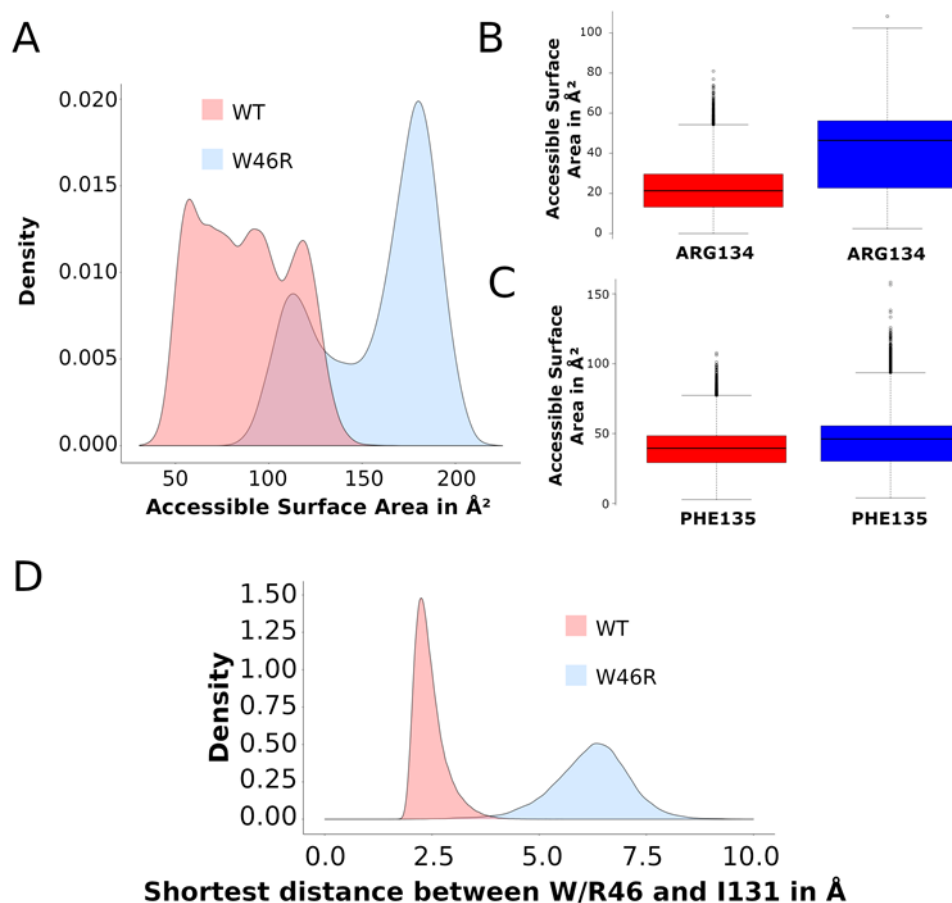 A
Density
0.020
0.015
0.010
0.005
0.000
WT
W46R
50
100
150
200
Accessible Surface Area in Å²
B
Accessible Surface
Area in Å²
100
80
60
40
20
0
ARG134
ARG134
C
Accessible Surface
Area in Å²
150
100
50
0
PHE135
PHE135
D
Density
1.50
1.25
1.00
0.75
0.50
0.25
0.00
WT
W46R
0.0
2.5
5.0
7.5
10.0
Shortest distance between W/R46 and I131 in Å